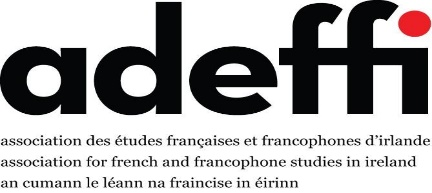 adeffi
association des études françaises et francophones d'irlande
association for french and francophone studies in ireland
an cumann le léann na fraincise in éirinn